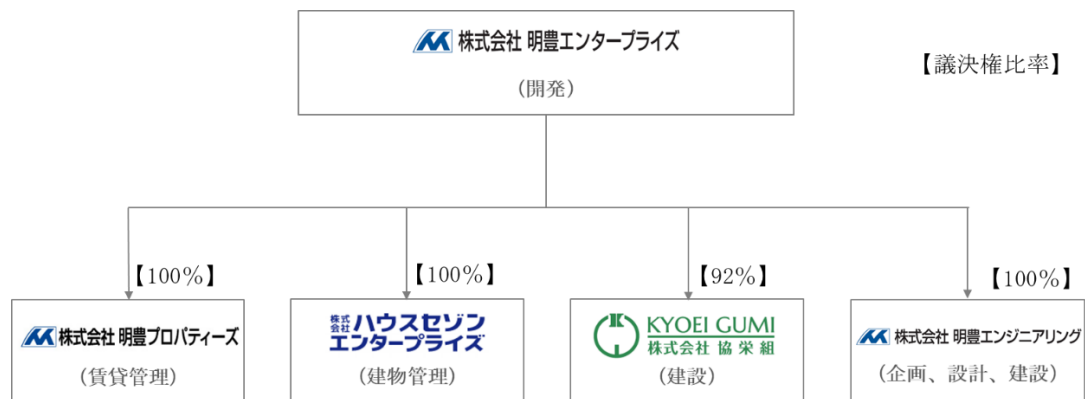 株式会社 明豊エンタープライズ
(開発)
【議決権比率】
【100%】
【100%】
【92%】
【100%】
株式会社 明豊プロパティーズ
(賃貸管理)
株式会社 ハウスセゾン
エンタープライズ
(建物管理)
KYOEI GUMI
株式会社 協栄組
(建設)
株式会社 明豊エンジニアリング
(企画、設計、建設)